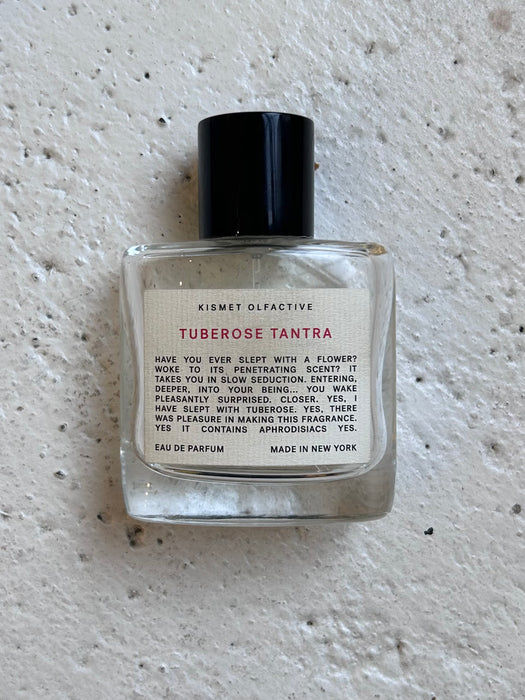 KISMET OLFACTIVE
TUBEROSE TANTRA
HAVE YOU EVER SLEPT WITH A FLOWER?
WOKE TO ITS PENETRATING SCENT? IT
TAKES YOU IN SLOW SEDUCTION. ENTERING,
DEEPER, INTO YOUR BEING... YOU WAKE
PLEASANTLY SURPRISED. CLOSER. YES, I
HAVE SLEPT WITH TUBEROSE. YES, THERE
WAS PLEASURE IN MAKING THIS FRAGRANCE.
YES IT CONTAINS APHRODISIACS YES.
EAU DE PARFUM MADE IN NEW YORK